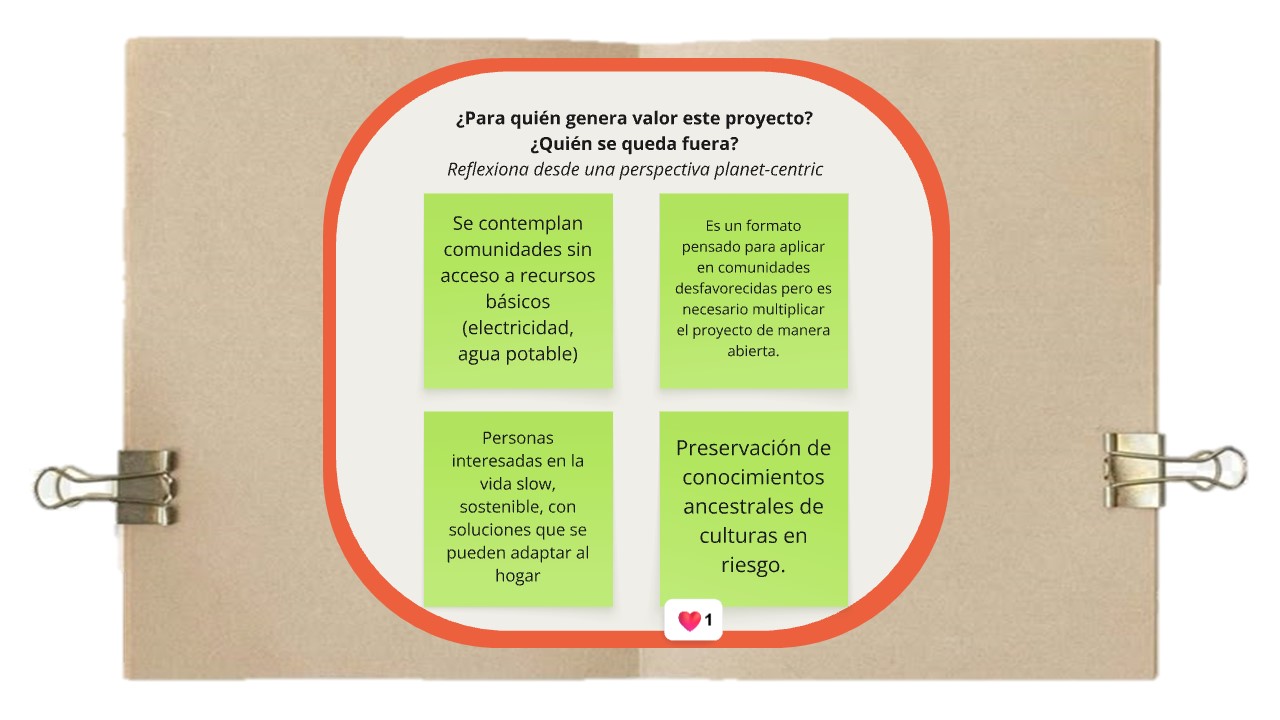 ¿Para quién genera valor este proyecto?
¿Quién se queda fuera?
Reflexiona desde una perspectiva planet-centric
Se contemplan
comunidades sin
acceso a recursos
básicos
(electricidad,
agua potable)
Es un formato
pensado para aplicar
en comunidades
desfavorecidas pero es
necesario multiplicar
el proyecto de manera
abierta.
Personas
interesadas en la
vida slow,
sostenible, con
soluciones que se
pueden adaptar al
hogar
Preservación de
conocimientos
ancestrales de
culturas en
riesgo.
1